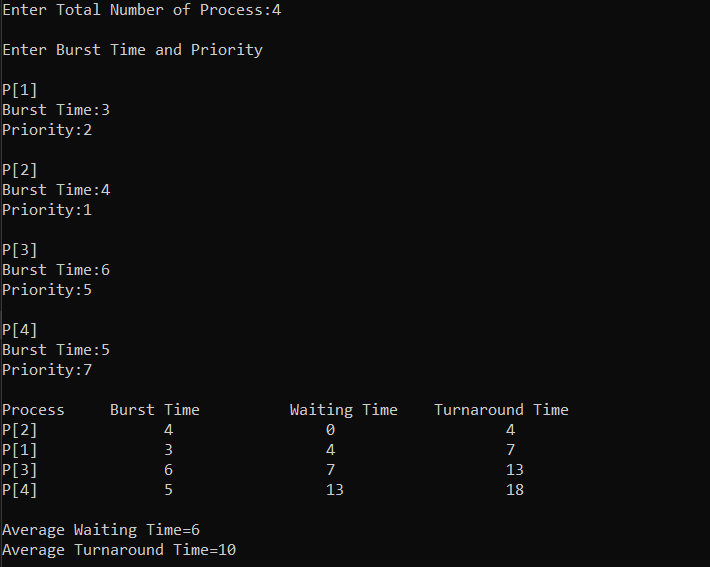 Enter Total Number of Process:4
Enter Burst Time and Priority
P[1]
Burst Time:3
Priority:2
P[2]
Burst Time:4
Priority:1
P[3]
Burst Time:6
Priority:5
P[4]
Burst Time:5
Priority:7
Process Burst Time Waiting Time Turnaround Time
P[2] 4 0 4
P[1] 3 4 7
P[3] 6 7 13
P[4] 5 13 18
Average Waiting Time=6
Average Turnaround Time=10